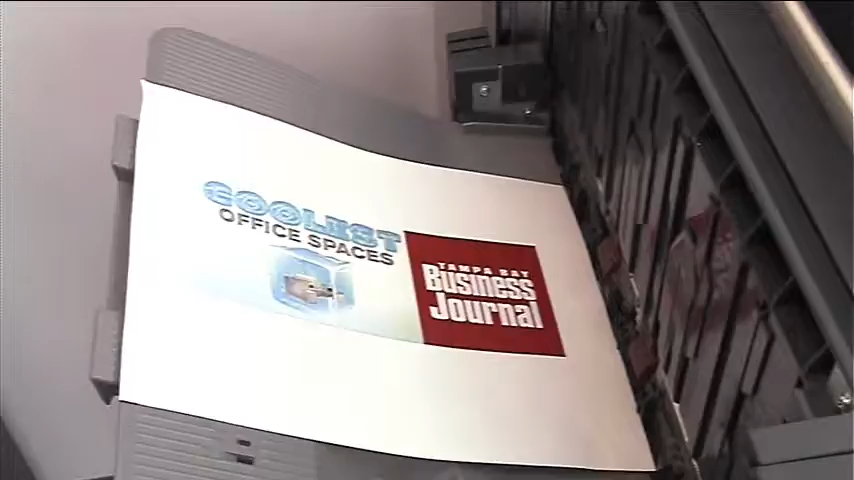 COOLEST
OFFICE SPACES
TAMPA BAY
Business
Journal